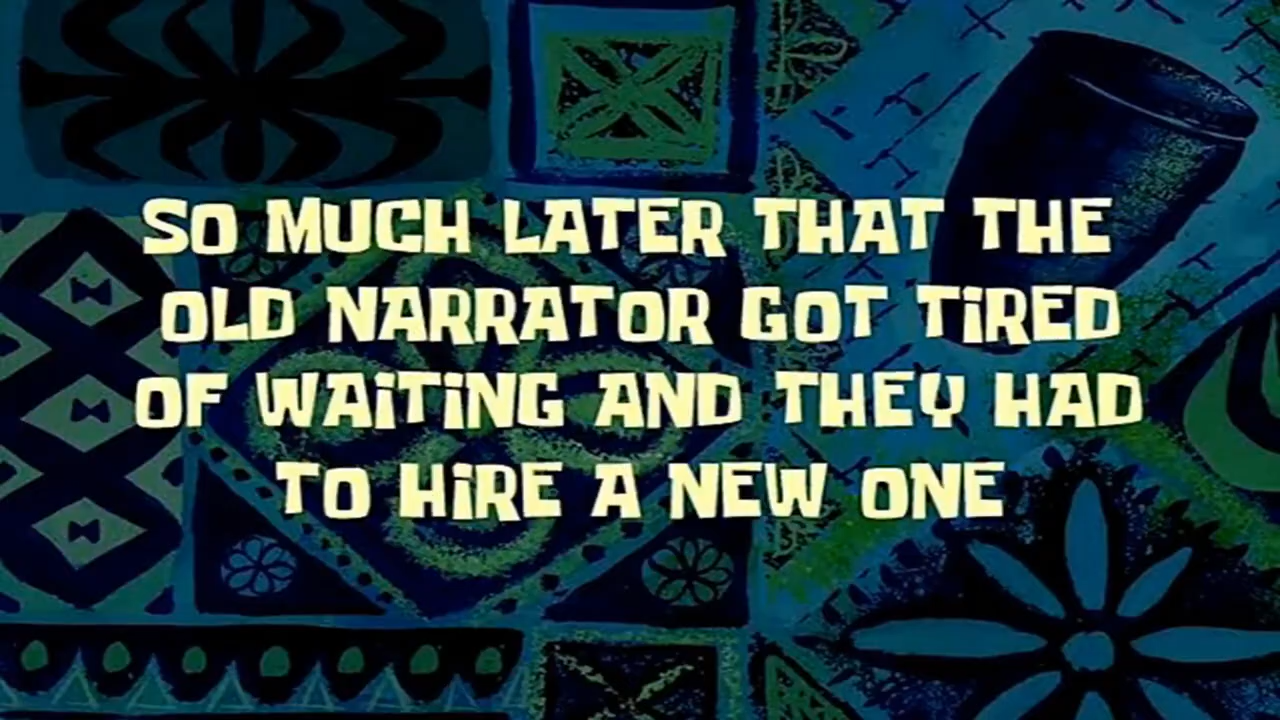 SO MUCH LATER THAT THE
OLD NARRATOR GOT TiRED
OF WAiTiNG AND THEY HAD
TO HiRE A NEW ONE